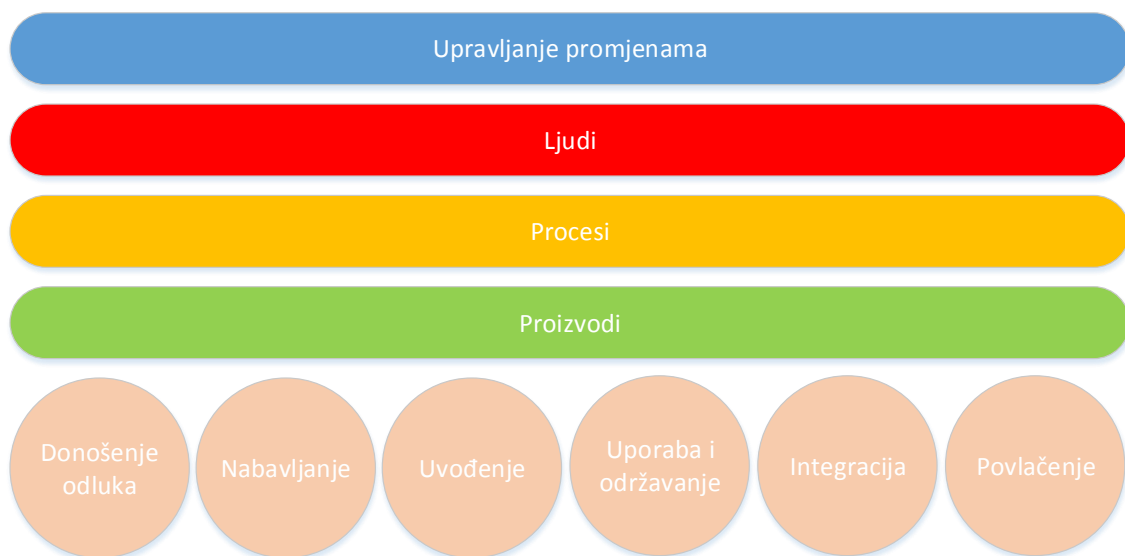 Upravljanje promjenama
Ljudi
Procesi
Proizvodi
Donošenje
odluka
Nabavljanje
Uvođenje
Uporaba i
održavanje
Integracija
Povlačenje